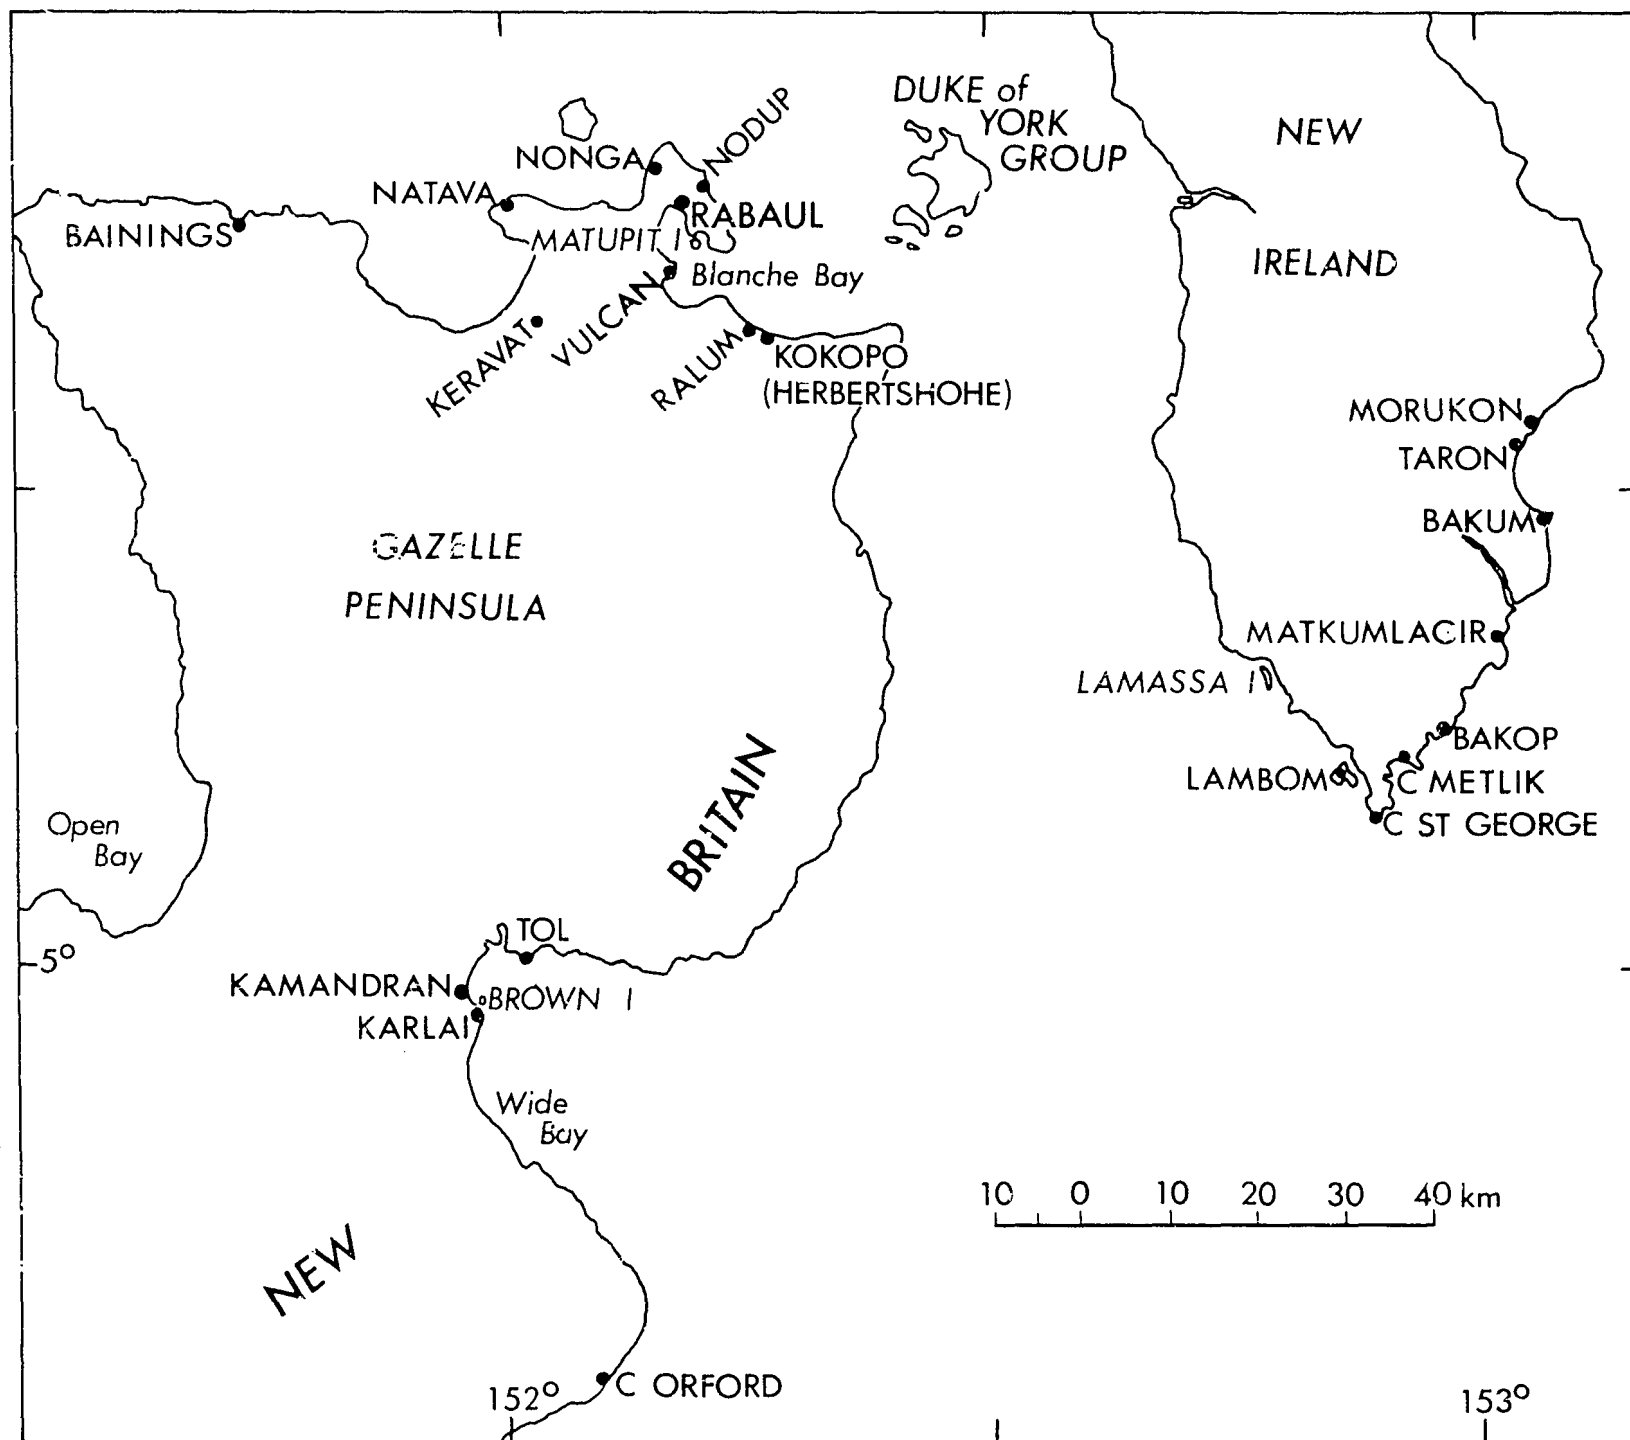 DUKE of
YORK
GROUP
NEW
IRELAND
NONGA
NODUP
NATAVA
RABAUL
BAININGS
MATUPIT I
Blanche Bay
VULCAN
KERAVAT
RALUM
KOKOPO
(HERBERTSHOHE)
MORUKON
TARON
BAKUM
GAZELLE
PENINSULA
MATKUMLACIR
LAMASSA I
BAKOP
LAMBOM
C METLIK
C ST GEORGE
BRITAIN
Open
Bay
TOL
5°
KAMANDRAN
BROWN I
KARLAI
Wide
Bay
10 0 10 20 30 40 km
NEW
C ORFORD
152°
153°